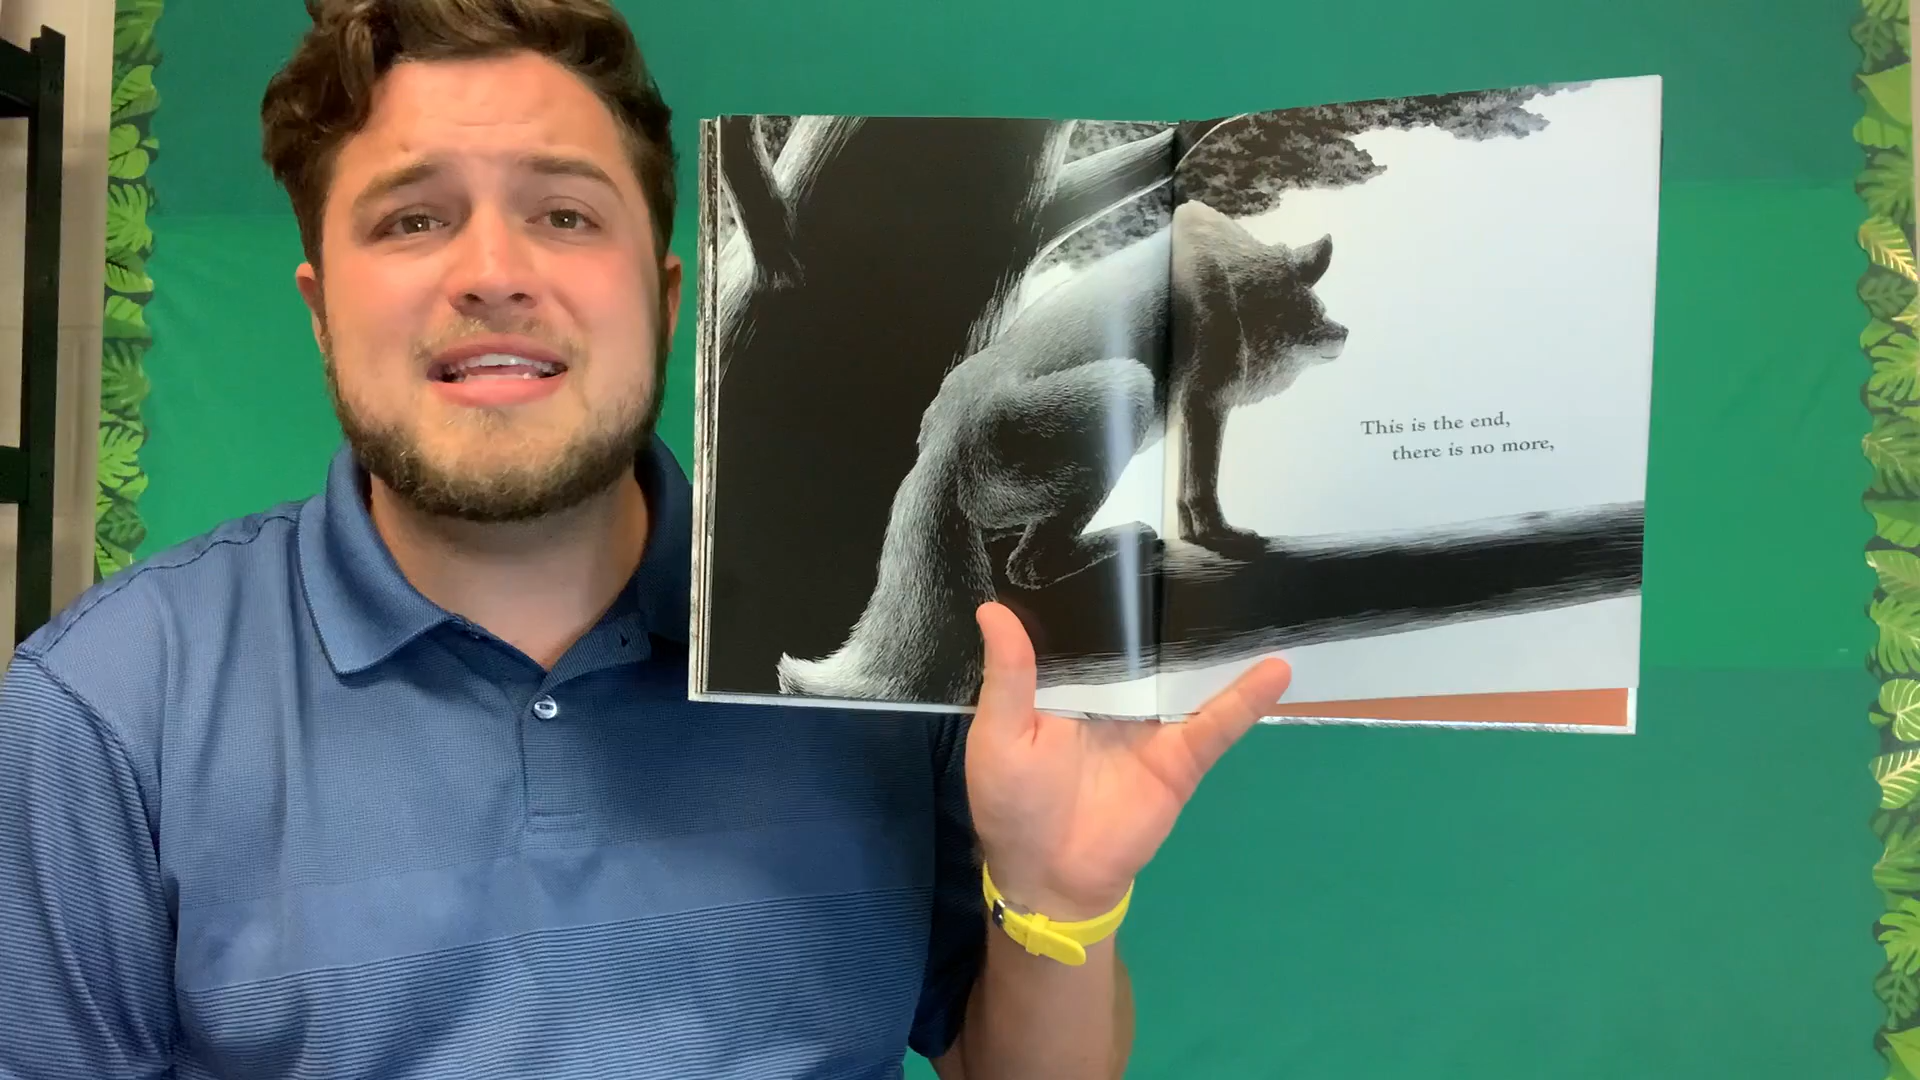 This is the end,
there is no more,